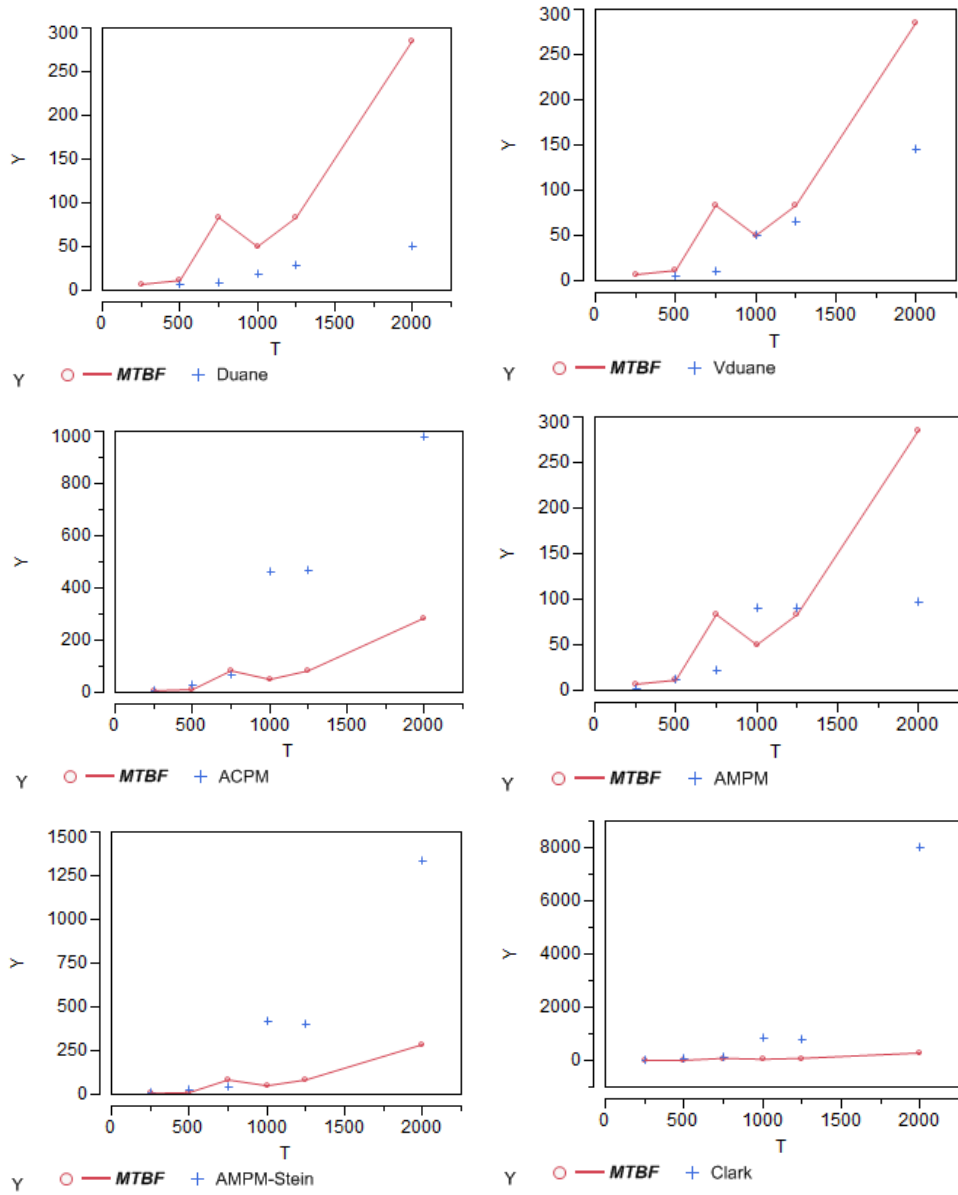 300
250
200
150
100
50
0
Y
0 500 1000 1500 2000
T
Y MTBF Duane
300
250
200
150
100
50
0
Y
0 500 1000 1500 2000
T
Y MTBF Vduane
1000
800
600
400
200
0
Y
0 500 1000 1500 2000
T
Y MTBF ACPM
300
250
200
150
100
50
0
Y
0 500 1000 1500 2000
T
Y MTBF AMPM
1500
1250
1000
750
500
250
0
Y
0 500 1000 1500 2000
T
Y MTBF AMPM-Stein
8000
6000
4000
2000
0
Y
0 500 1000 1500 2000
T
Y MTBF Clark